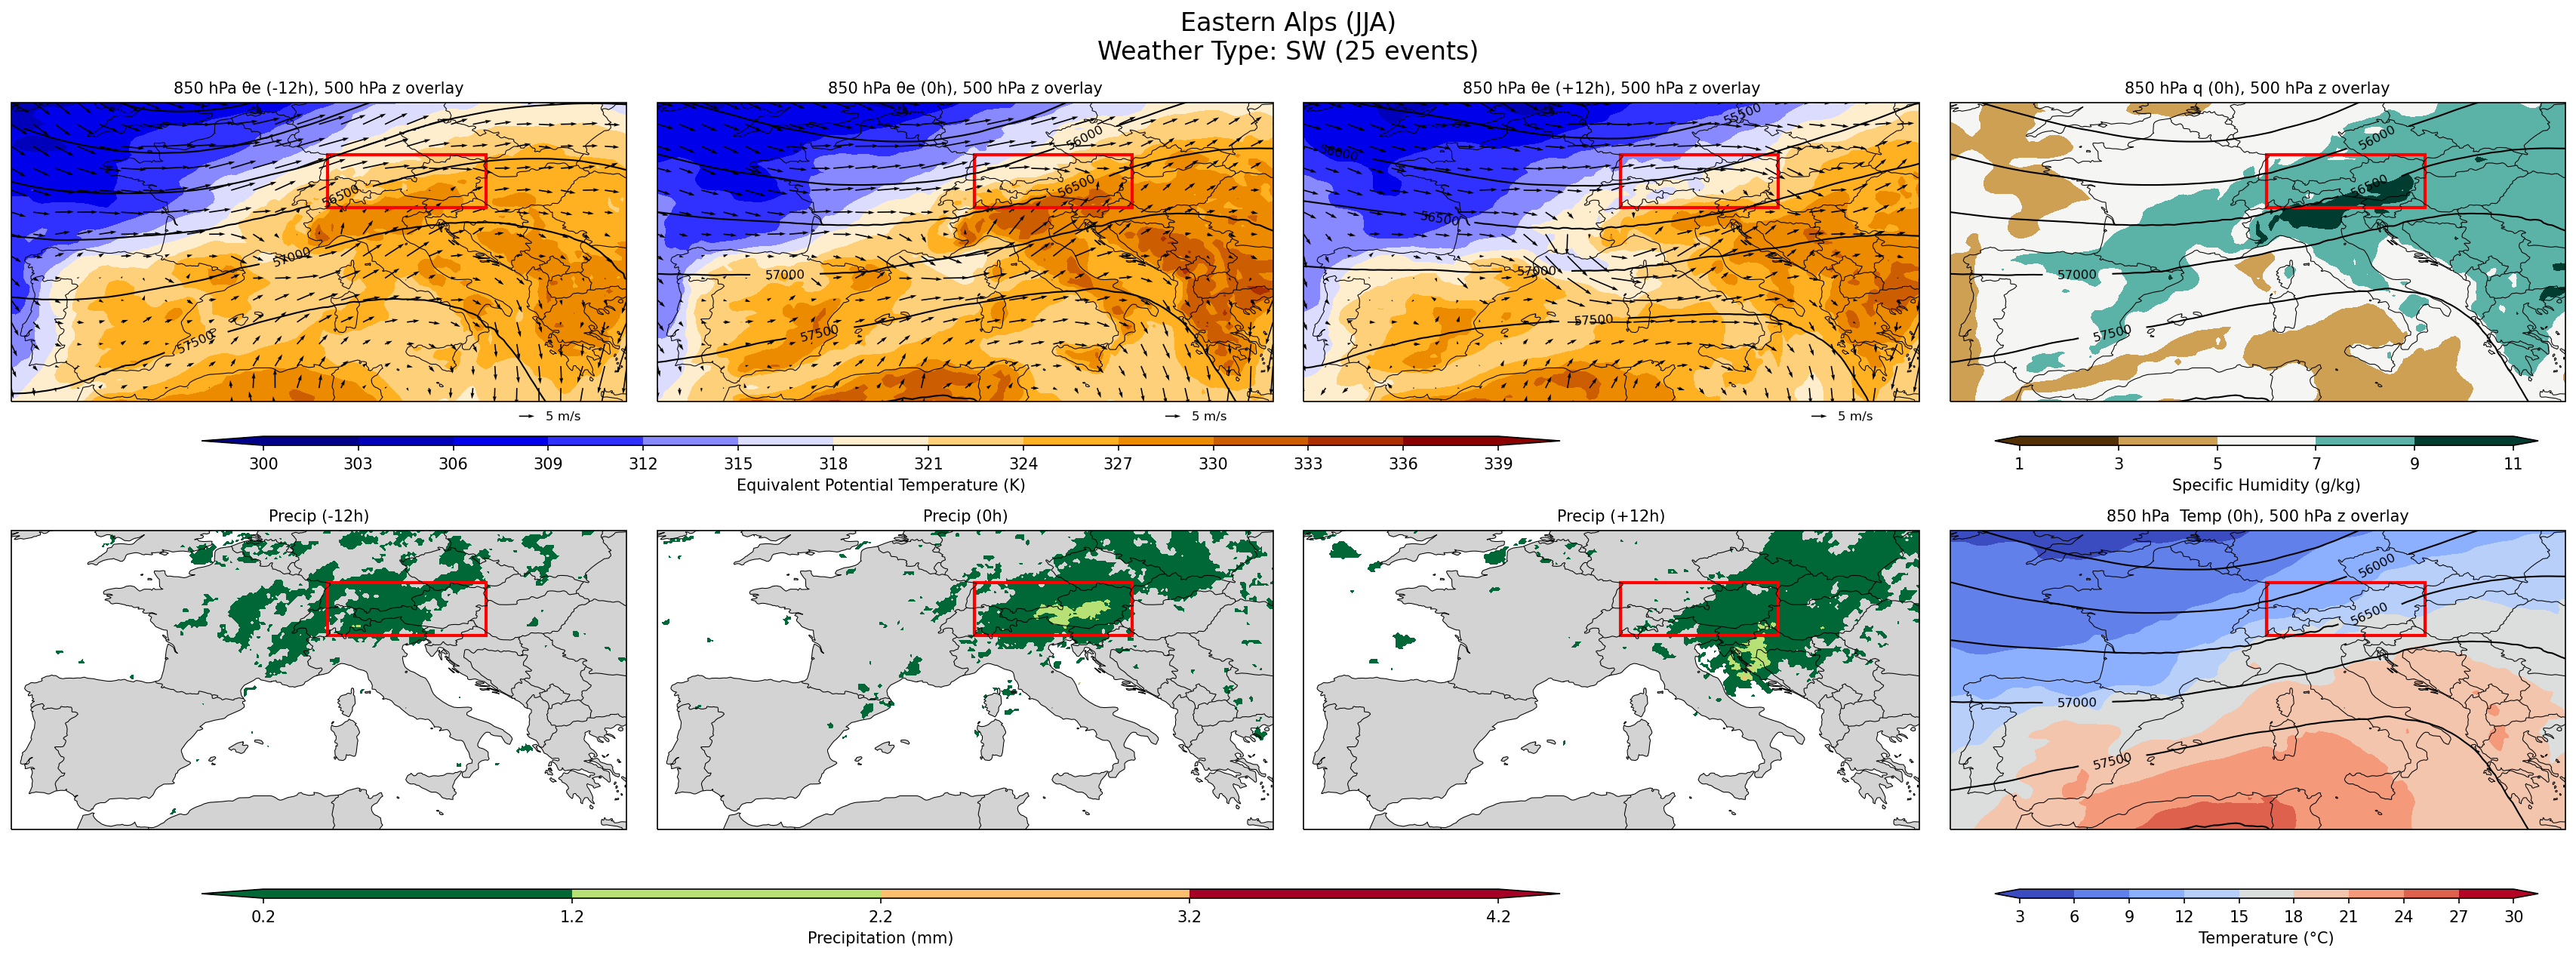 Eastern Alps (JJA)
Weather Type: SW (25 events)
850 hPa θe (-12h), 500 hPa z overlay
850 hPa θe (0h), 500 hPa z overlay
850 hPa θe (+12h), 500 hPa z overlay
850 hPa q (0h), 500 hPa z overlay
56500
57000
57500
56000
56500
57000
57500
55500
56000
56500
57000
57500
56000
56500
57000
57500
5 m/s
5 m/s
5 m/s
300 303 306 309 312 315 318 321 324 327 330 333 336 339
Equivalent Potential Temperature (K)
1 3 5 7 9 11
Specific Humidity (g/kg)
Precip (-12h)
Precip (0h)
Precip (+12h)
850 hPa  Temp (0h), 500 hPa z overlay
56000
56500
57000
57500
0.2 1.2 2.2 3.2 4.2
Precipitation (mm)
3 6 9 12 15 18 21 24 27 30
Temperature (°C)